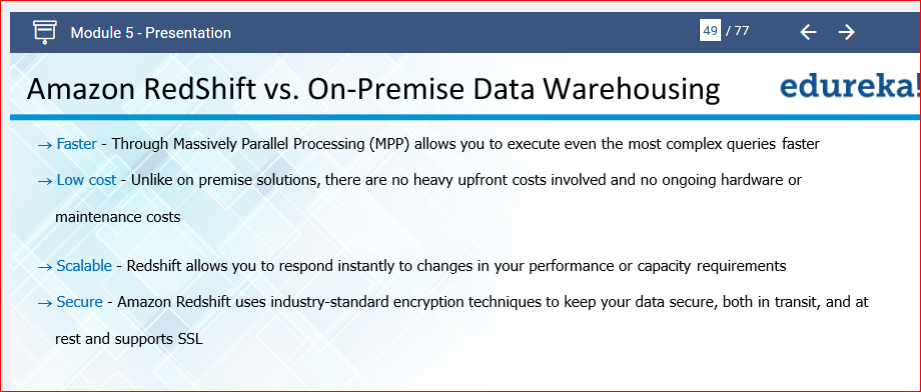 Module 5 - Presentation
49 / 77
Amazon RedShift vs. On-Premise Data Warehousing
edureka!
→ Faster - Through Massively Parallel Processing (MPP) allows you to execute even the most complex queries faster
→ Low cost - Unlike on premise solutions, there are no heavy upfront costs involved and no ongoing hardware or
maintenance costs
→ Scalable - Redshift allows you to respond instantly to changes in your performance or capacity requirements
→ Secure - Amazon Redshift uses industry-standard encryption techniques to keep your data secure, both in transit, and at
rest and supports SSL